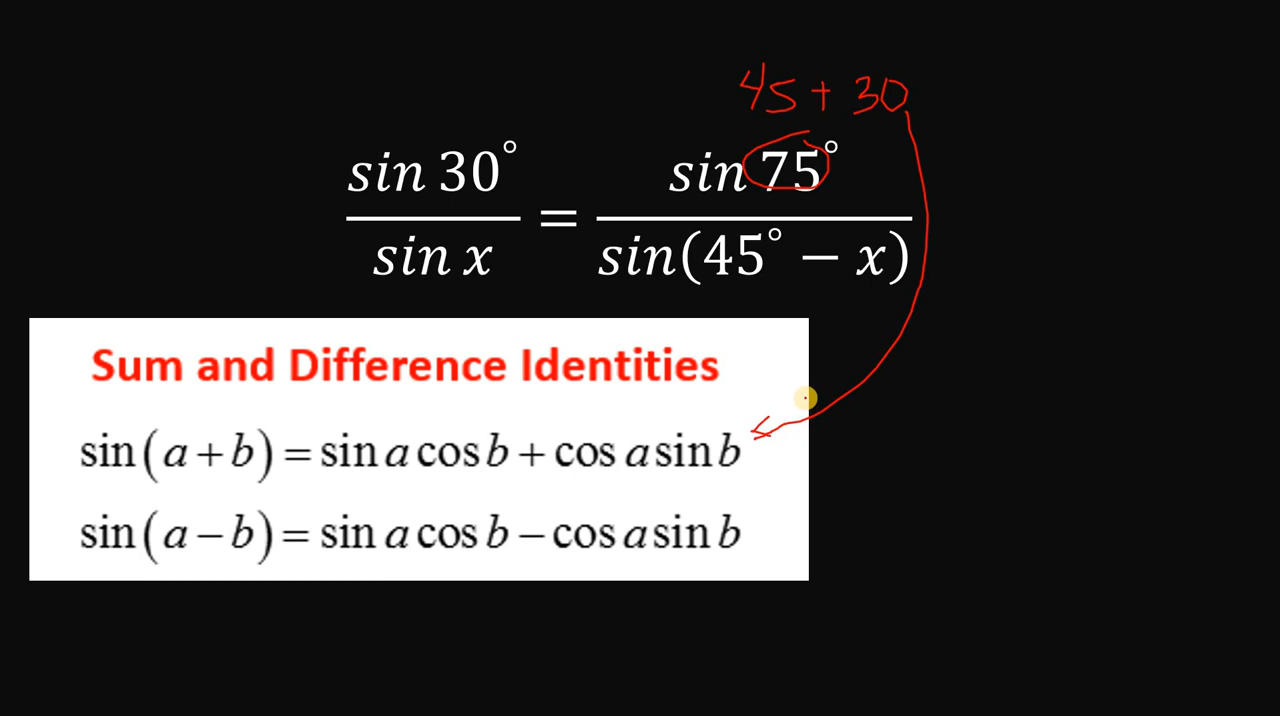 45 + 30
sin 30° / sin x = sin 75° / sin(45° − x)
Sum and Difference Identities
sin(a+b)=sin a cos b+cos a sin b
sin(a−b)=sin a cos b−cos a sin b